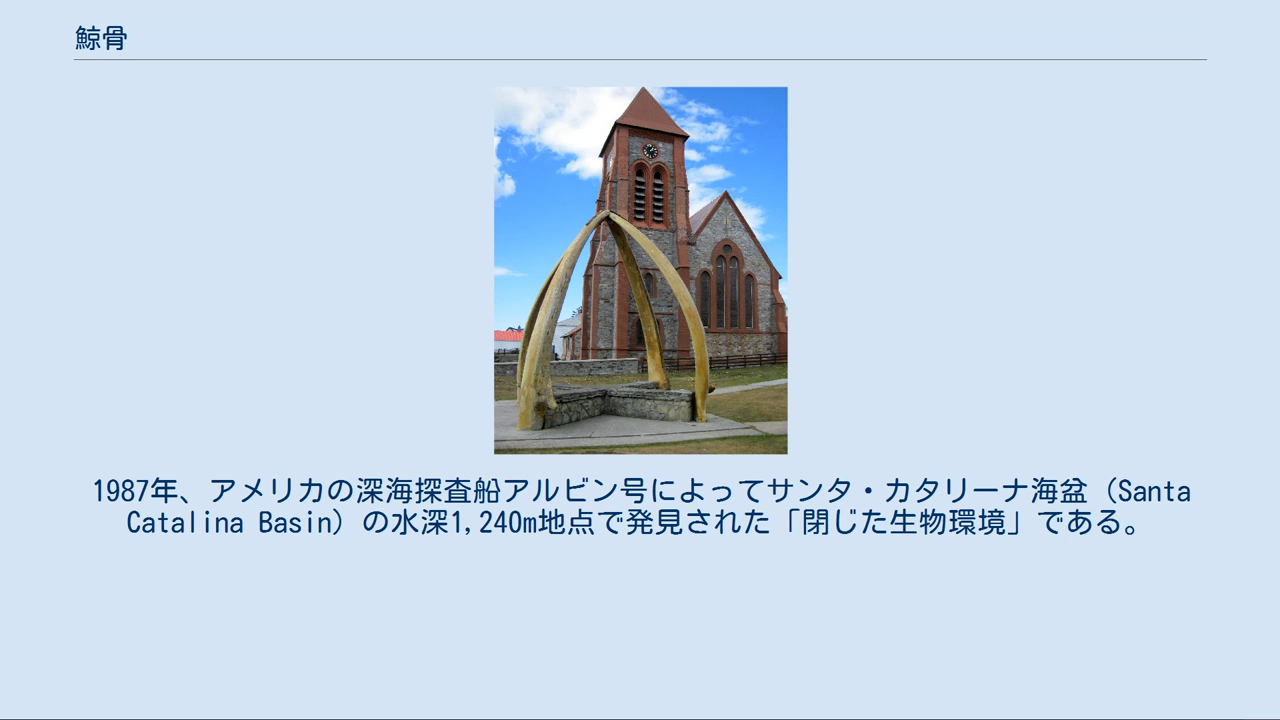 鯨骨
1987年、アメリカの深海探査船アルビン号によってサンタ・カタリーナ海盆（Santa
Catalina Basin）の水深1,240m地点で発見された「閉じた生物環境」である。